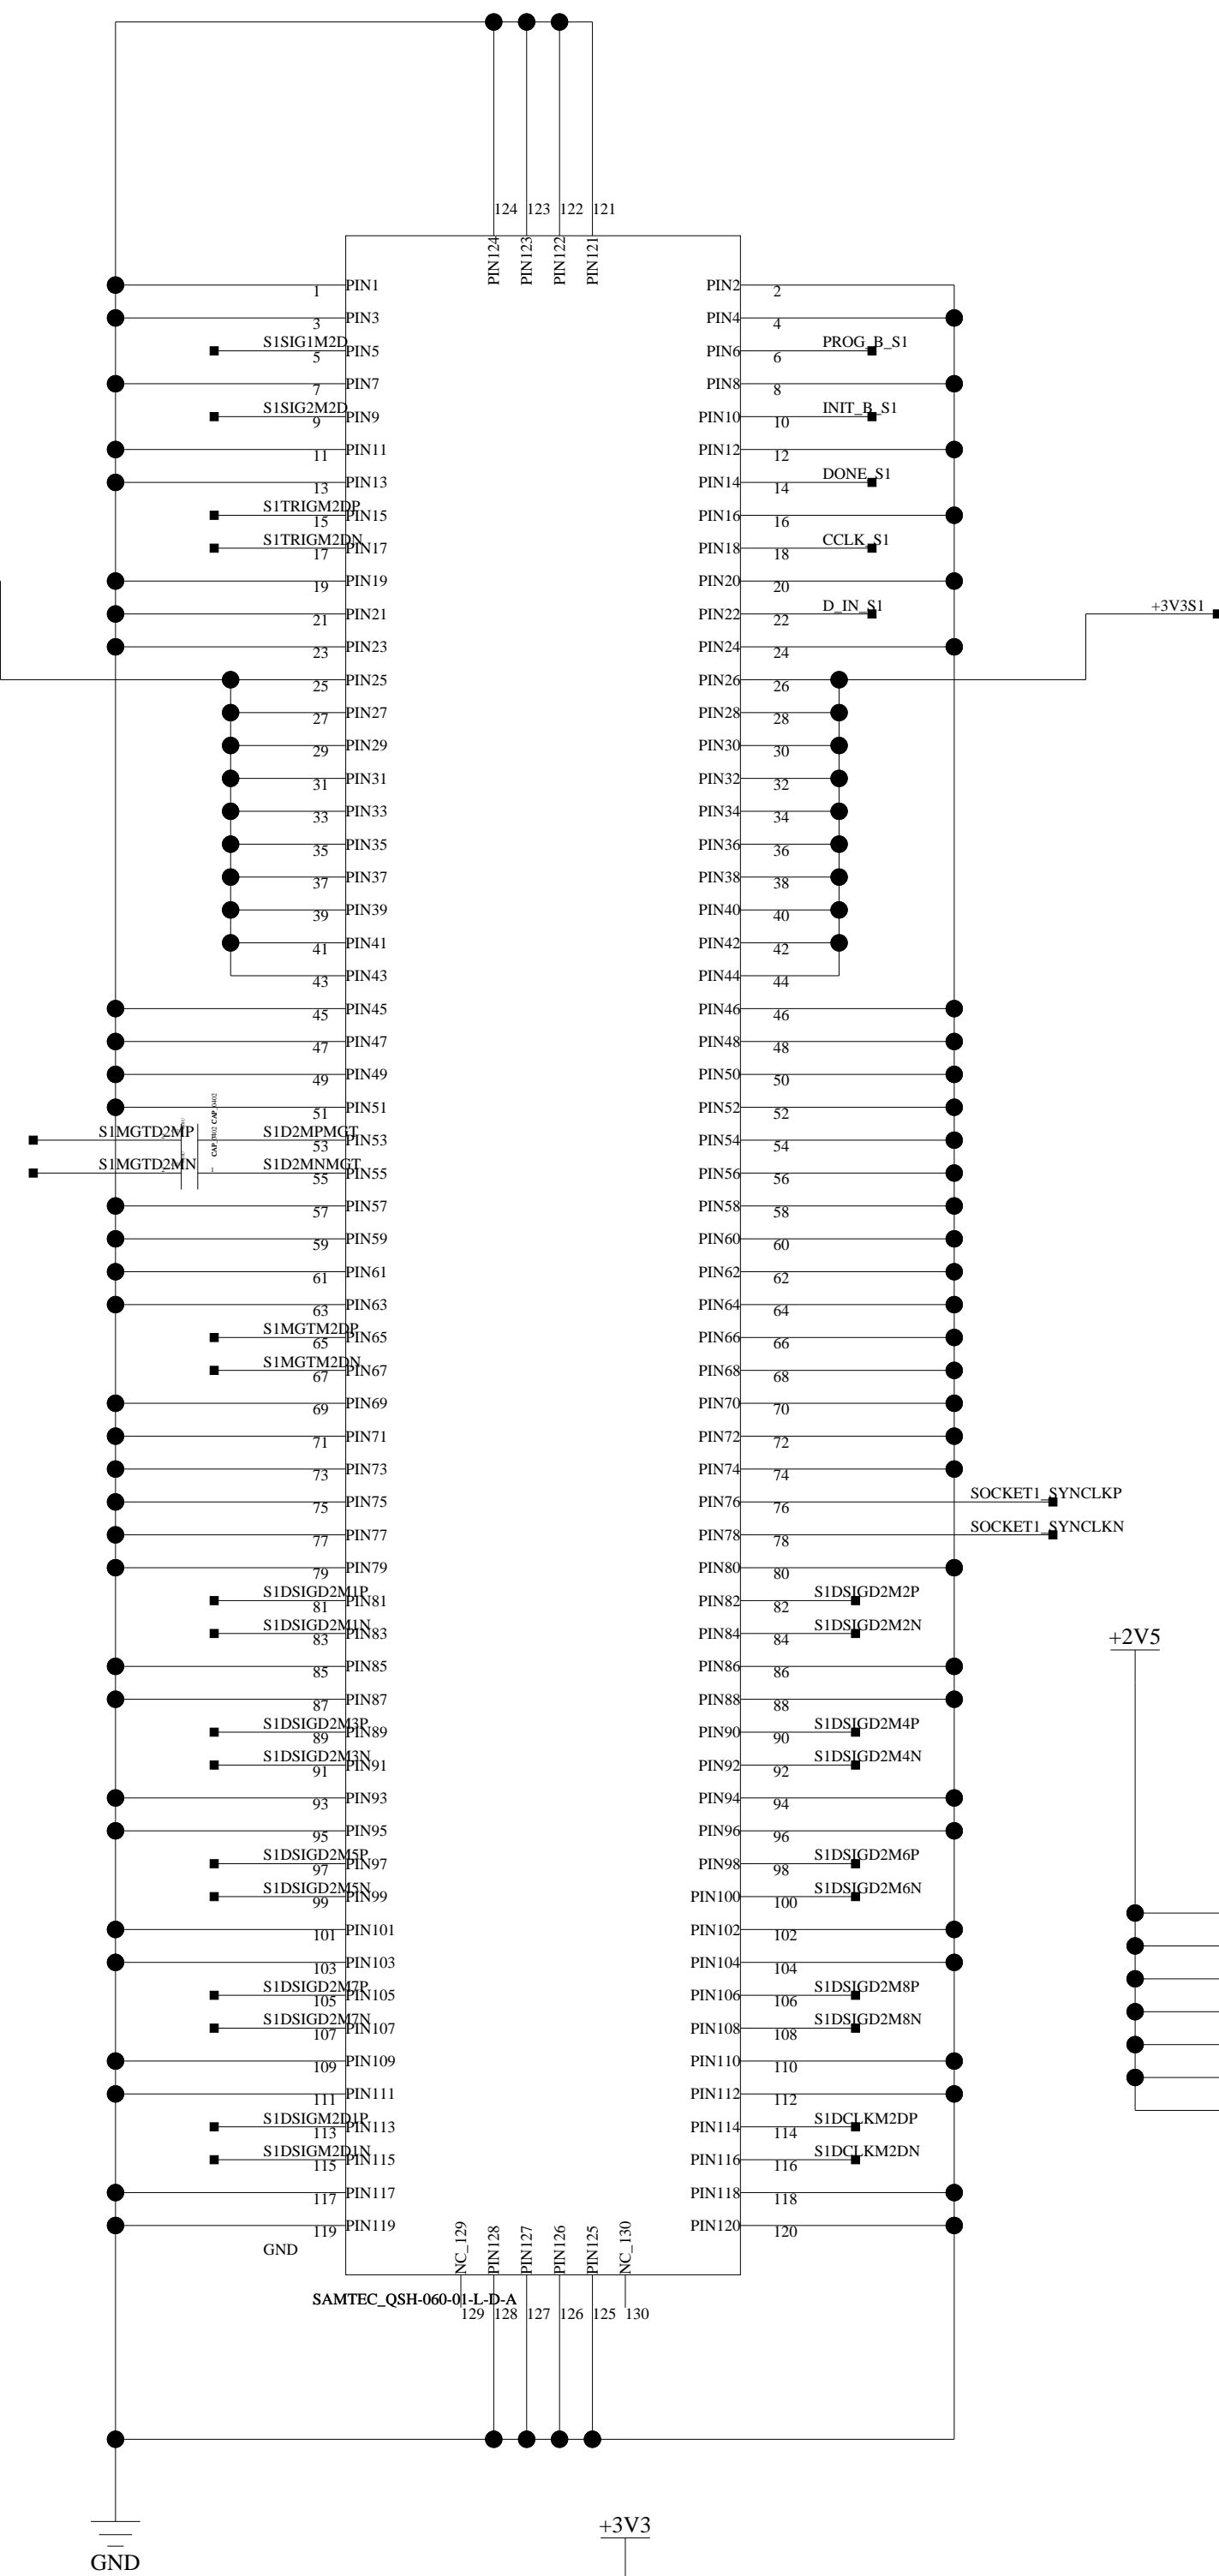 124 123 122 121
PIN124 PIN123 PIN122 PIN121
1 PIN1 PIN2 2
3 PIN3 PIN4 4
S1SIG1M2D 5 PIN5 PIN6 6 PROG_B_S1
7 PIN7 PIN8 8
S1SIG2M2D 9 PIN9 PIN10 10 INIT_B_S1
11 PIN11 PIN12 12
13 PIN13 PIN14 14 DONE_S1
S1TRIGM2DP 15 PIN15 PIN16 16
S1TRIGM2DN 17 PIN17 PIN18 18 CCLK_S1
19 PIN19 PIN20 20
21 PIN21 PIN22 22 D_IN_S1 +3V3S1
23 PIN23 PIN24 24
25 PIN25 PIN26 26
27 PIN27 PIN28 28
29 PIN29 PIN30 30
31 PIN31 PIN32 32
33 PIN33 PIN34 34
35 PIN35 PIN36 36
37 PIN37 PIN38 38
39 PIN39 PIN40 40
41 PIN41 PIN42 42
43 PIN43 PIN44 44
45 PIN45 PIN46 46
47 PIN47 PIN48 48
49 PIN49 PIN50 50
51 PIN51 PIN52 52
CAP_0402 CAP_0402
S1MGTD2MP S1D2MPMGT 53 PIN53 PIN54 54
S1MGTD2MN S1D2MNMGT 55 PIN55 PIN56 56
57 PIN57 PIN58 58
59 PIN59 PIN60 60
61 PIN61 PIN62 62
63 PIN63 PIN64 64
S1MGTM2DP 65 PIN65 PIN66 66
S1MGTM2DN 67 PIN67 PIN68 68
69 PIN69 PIN70 70
71 PIN71 PIN72 72
73 PIN73 PIN74 74
75 PIN75 PIN76 76 SOCKET1_SYNCLKP
77 PIN77 PIN78 78 SOCKET1_SYNCLKN
79 PIN79 PIN80 80
S1DSIGD2M1P 81 PIN81 PIN82 82 S1DSIGD2M2P
S1DSIGD2M1N 83 PIN83 PIN84 84 S1DSIGD2M2N
+2V5
85 PIN85 PIN86 86
87 PIN87 PIN88 88
S1DSIGD2M3P 89 PIN89 PIN90 90 S1DSIGD2M4P
S1DSIGD2M3N 91 PIN91 PIN92 92 S1DSIGD2M4N
93 PIN93 PIN94 94
95 PIN95 PIN96 96
S1DSIGD2M5P 97 PIN97 PIN98 98 S1DSIGD2M6P
S1DSIGD2M5N 99 PIN99 PIN100 100 S1DSIGD2M6N
101 PIN101 PIN102 102
103 PIN103 PIN104 104
S1DSIGD2M7P 105 PIN105 PIN106 106 S1DSIGD2M8P
S1DSIGD2M7N 107 PIN107 PIN108 108 S1DSIGD2M8N
109 PIN109 PIN110 110
111 PIN111 PIN112 112
S1DSIGM2D1P 113 PIN113 PIN114 114 S1DCLKM2DP
S1DSIGM2D1N 115 PIN115 PIN116 116 S1DCLKM2DN
117 PIN117 PIN118 118
119 PIN119 PIN120 120
GND
NC_129 PIN128 PIN127 PIN126 PIN125 NC_130
SAMTEC_QSH-060-01-L-D-A
129 128 127 126 125 130
+3V3
GND